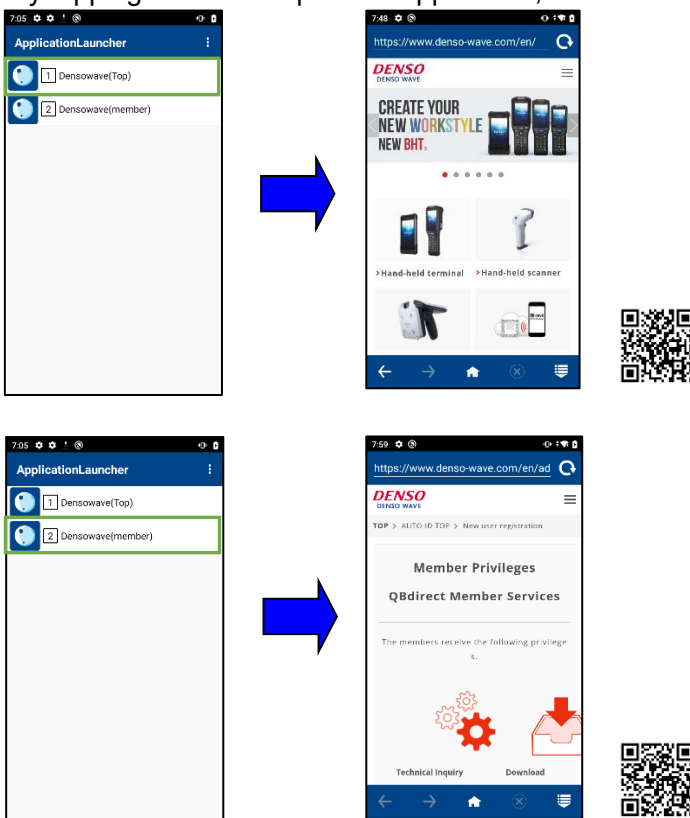 7:05
ApplicationLauncher
1 Densowave(Top)
2 Densowave(member)
7:48
https://www.denso-wave.com/en/
DENSO
DENSO WAVE
CREATE YOUR
NEW WORKSTYLE
NEW BHT.
>Hand-held terminal
>Hand-held scanner
7:05
ApplicationLauncher
1 Densowave(Top)
2 Densowave(member)
7:59
https://www.denso-wave.com/en/ad
DENSO
DENSO WAVE
TOP > AUTO-ID TOP > New user registration
Member Privileges
QBdirect Member Services
The members receive the following privilege
s.
Technical Inquiry
Download